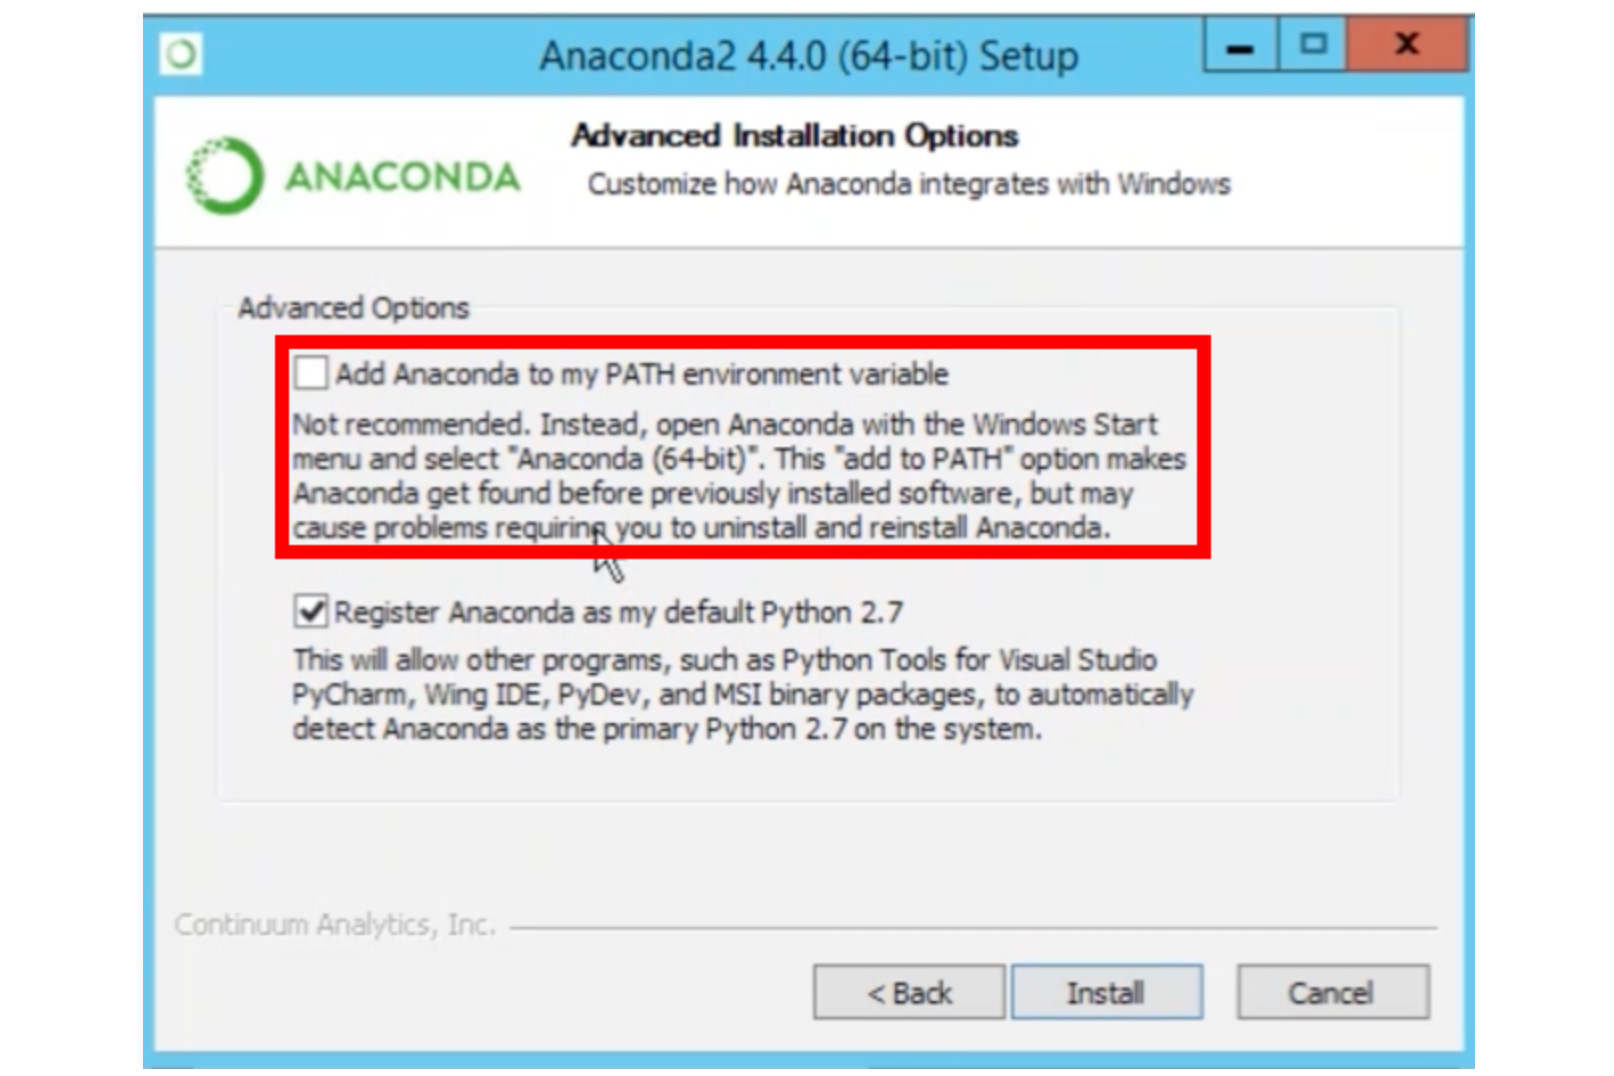 Anaconda2 4.4.0 (64-bit) Setup
ANACONDA
Advanced Installation Options
Customize how Anaconda integrates with Windows
Advanced Options
Add Anaconda to my PATH environment variable
Not recommended. Instead, open Anaconda with the Windows Start
menu and select "Anaconda (64-bit)". This "add to PATH" option makes
Anaconda get found before previously installed software, but may
cause problems requiring you to uninstall and reinstall Anaconda.
Register Anaconda as my default Python 2.7
This will allow other programs, such as Python Tools for Visual Studio
PyCharm, Wing IDE, PyDev, and MSI binary packages, to automatically
detect Anaconda as the primary Python 2.7 on the system.
Continuum Analytics, Inc.
< Back
Install
Cancel